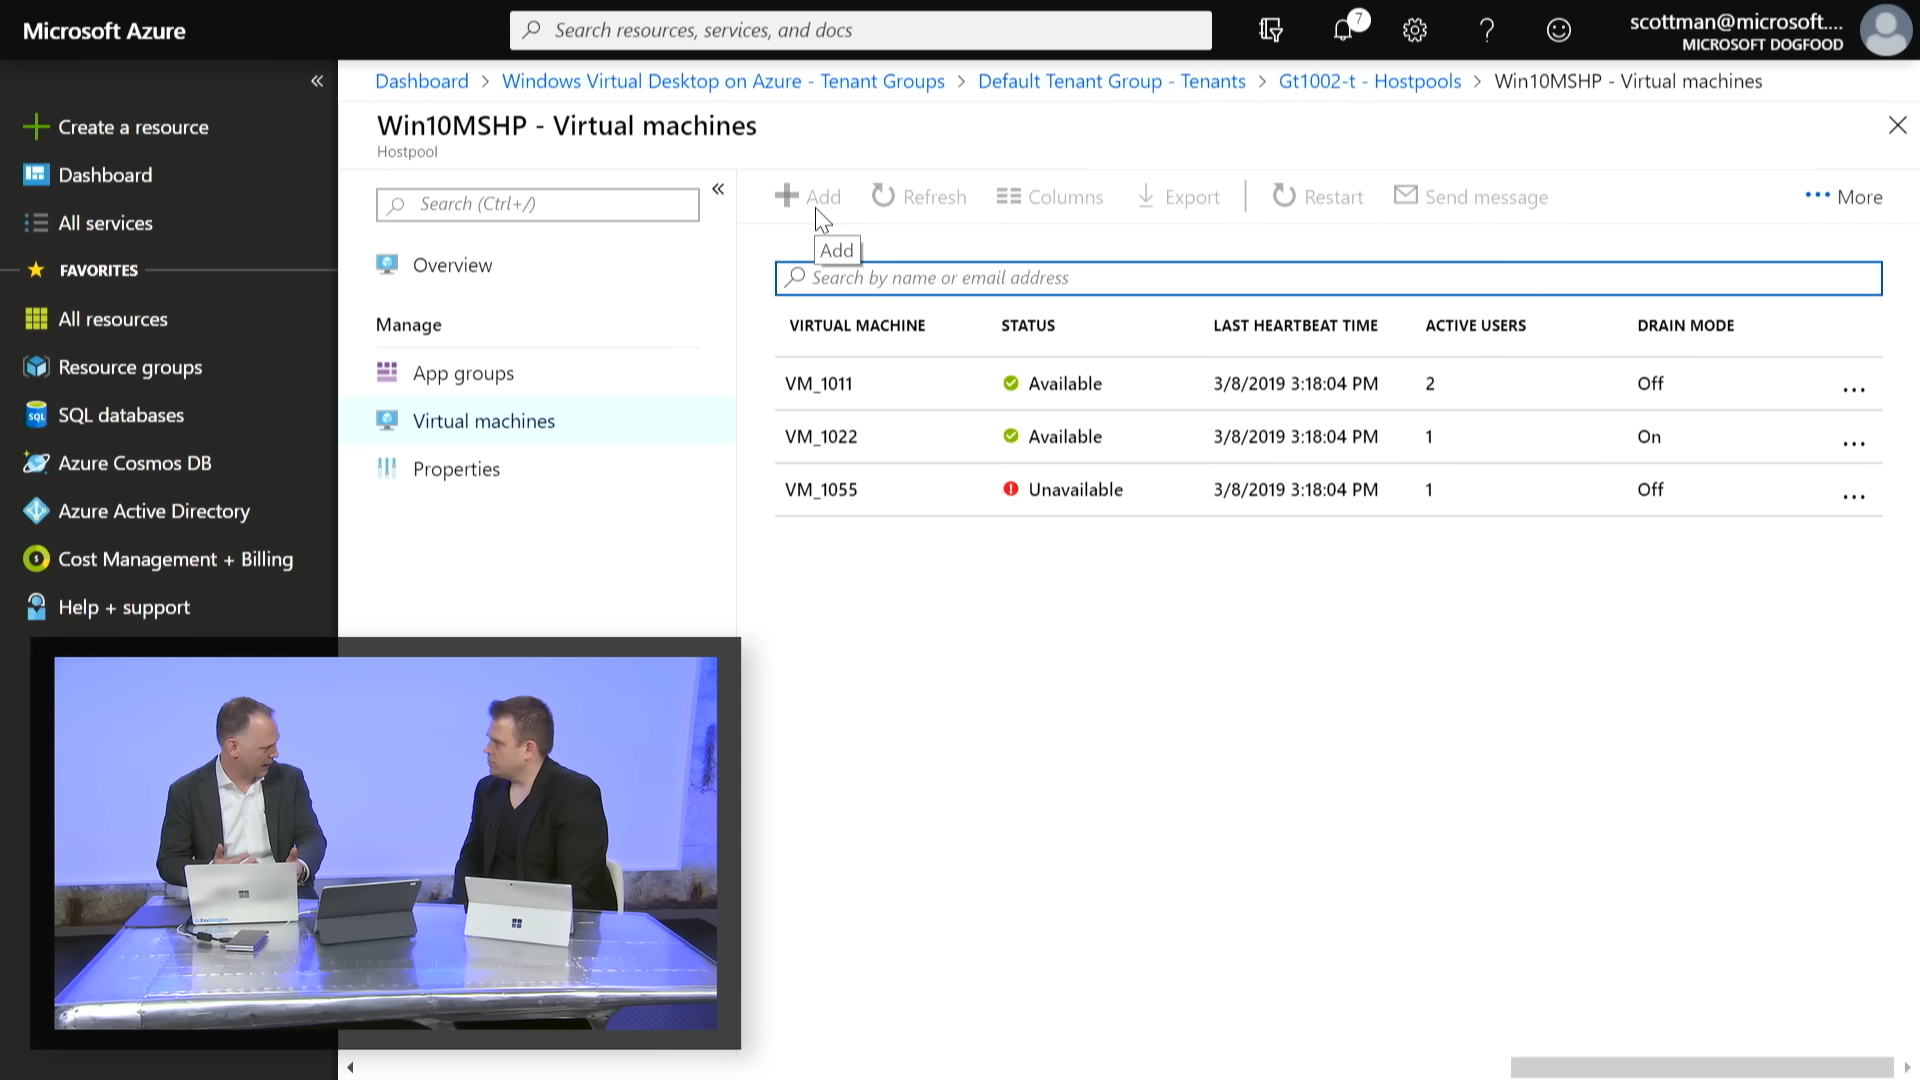 Microsoft Azure
Search resources, services, and docs
7
scottman@microsoft....
MICROSOFT DOGFOOD
Dashboard > Windows Virtual Desktop on Azure - Tenant Groups > Default Tenant Group - Tenants > Gt1002-t - Hostpools > Win10MSHP - Virtual machines
Create a resource
Dashboard
All services
FAVORITES
All resources
Resource groups
SQL
SQL databases
Azure Cosmos DB
Azure Active Directory
Cost Management + Billing
Help + support
Win10MSHP - Virtual machines
Hostpool
Search (Ctrl+/)
Overview
Manage
App groups
Virtual machines
Properties
Add Refresh Columns Export Restart Send message ... More
Add
Search by name or email address
VIRTUAL MACHINE STATUS LAST HEARTBEAT TIME ACTIVE USERS DRAIN MODE
VM_1011 Available 3/8/2019 3:18:04 PM 2 Off ...
VM_1022 Available 3/8/2019 3:18:04 PM 1 On ...
VM_1055 Unavailable 3/8/2019 3:18:04 PM 1 Off ...